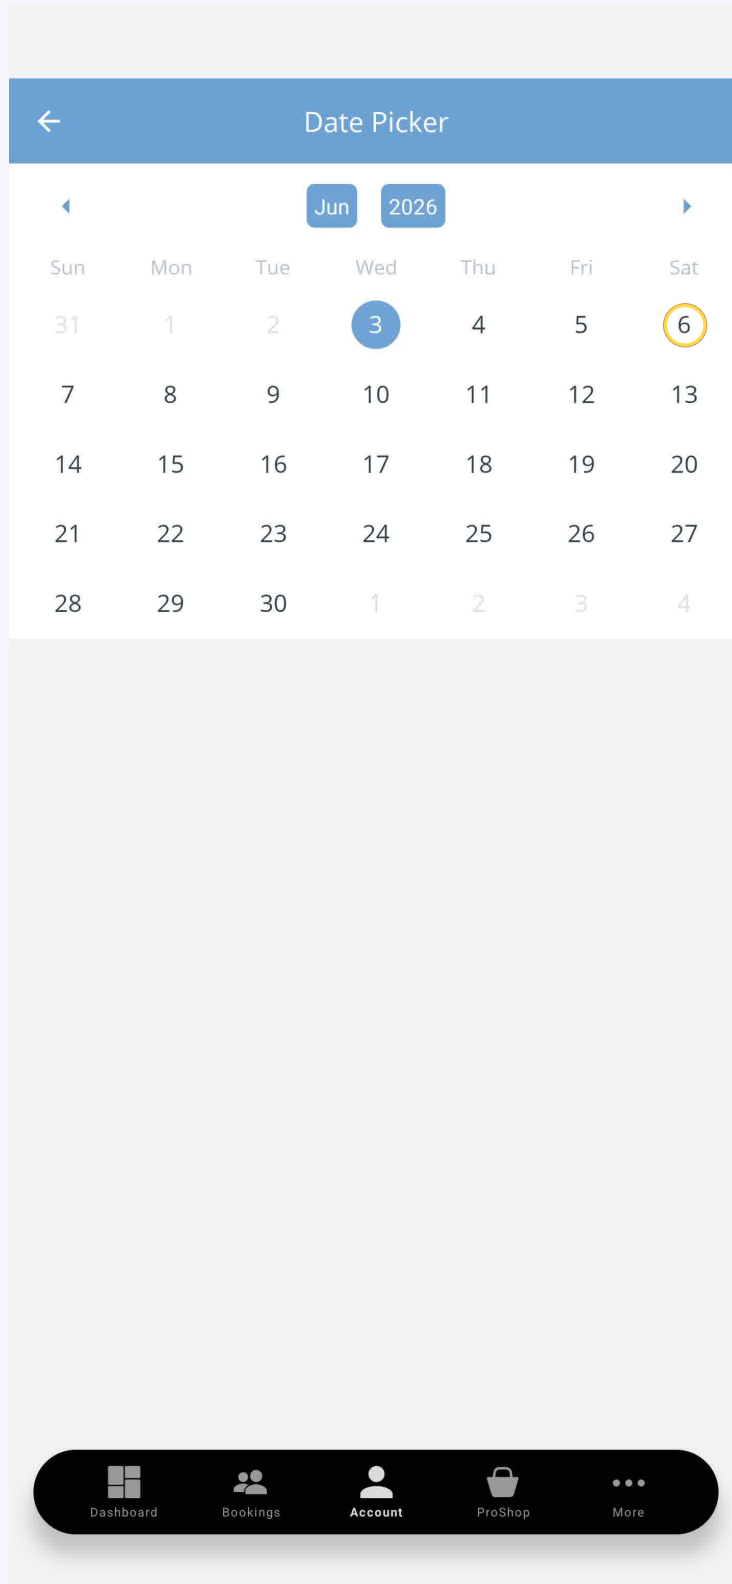 Date Picker
Jun 2026
Sun Mon Tue Wed Thu Fri Sat
31 1 2 3 4 5 6
7 8 9 10 11 12 13
14 15 16 17 18 19 20
21 22 23 24 25 26 27
28 29 30 1 2 3 4
Dashboard Bookings Account ProShop More